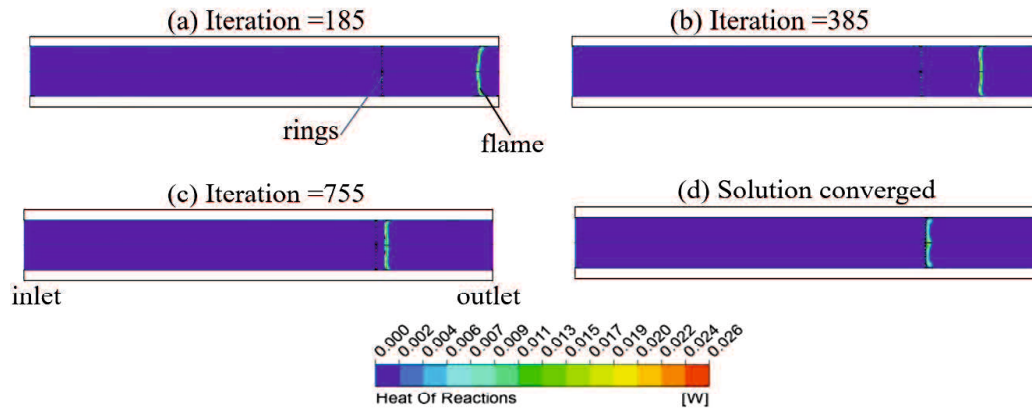 (a) Iteration =185
(b) Iteration =385
rings
flame
(c) Iteration =755
(d) Solution converged
inlet
outlet
0.000 0.002 0.004 0.006 0.007 0.009 0.011 0.013 0.015 0.017 0.019 0.020 0.022 0.024 0.026
Heat Of Reactions [W]